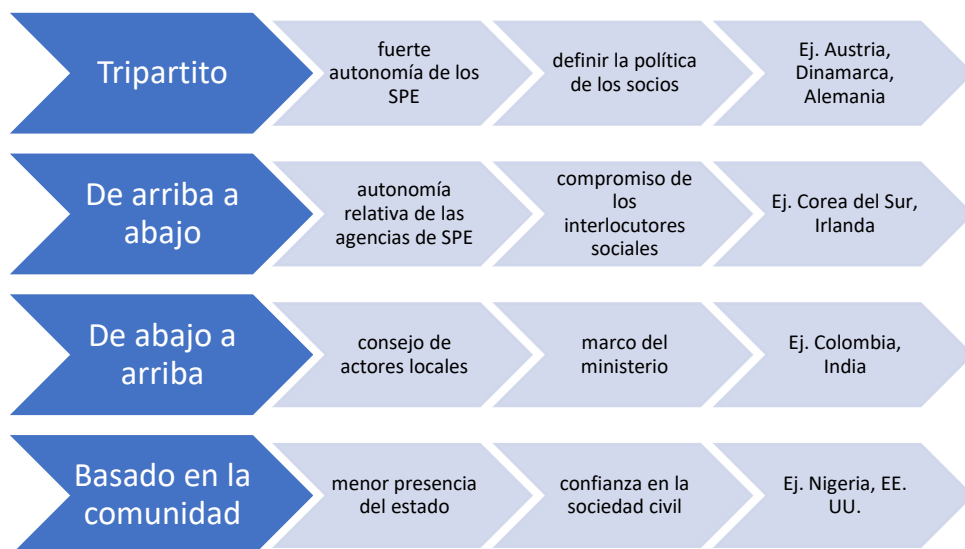 Tripartito
fuerte
autonomía de los
SPE
definir la política
de los socios
Ej. Austria,
Dinamarca,
Alemania
De arriba a
abajo
autonomía
relativa de las
agencias de SPE
compromiso de
los
interlocutores
sociales
Ej. Corea del Sur,
Irlanda
De abajo a
arriba
consejo de
actores locales
marco del
ministerio
Ej. Colombia,
India
Basado en la
comunidad
menor presencia
del estado
confianza en la
sociedad civil
Ej. Nigeria, EE.
UU.